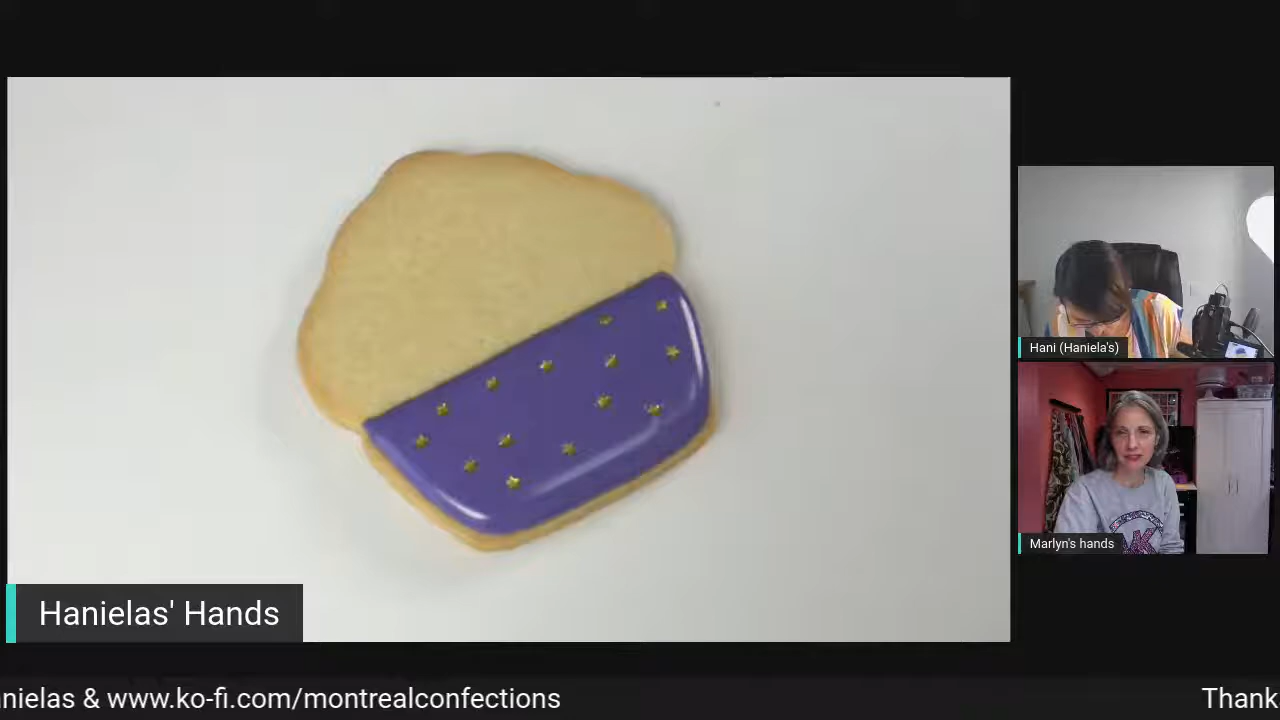 Hani (Haniela's)
Marlyn's hands
Hanielas' Hands
nielas & www.ko-fi.com/montrealconfections
Thank